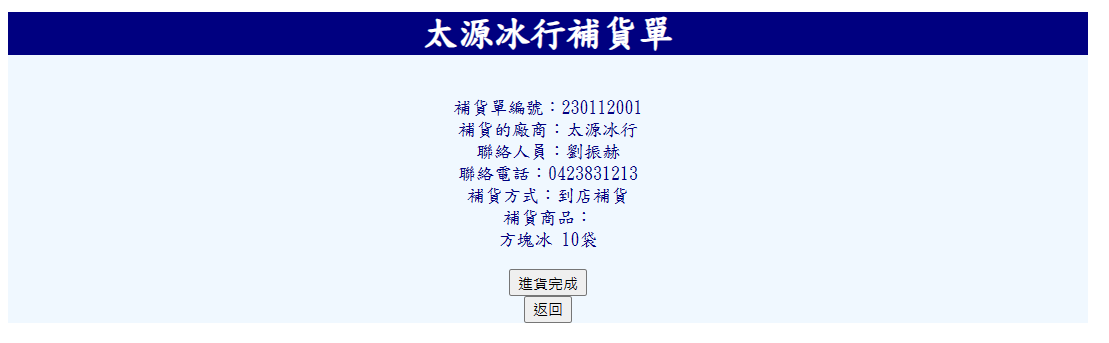 太源冰行補貨單
補貨單編號：230112001
補貨的廠商：太源冰行
聯絡人員：劉振赫
聯絡電話：0423831213
補貨方式：到店補貨
補貨商品：
方塊冰 10袋
進貨完成
返回